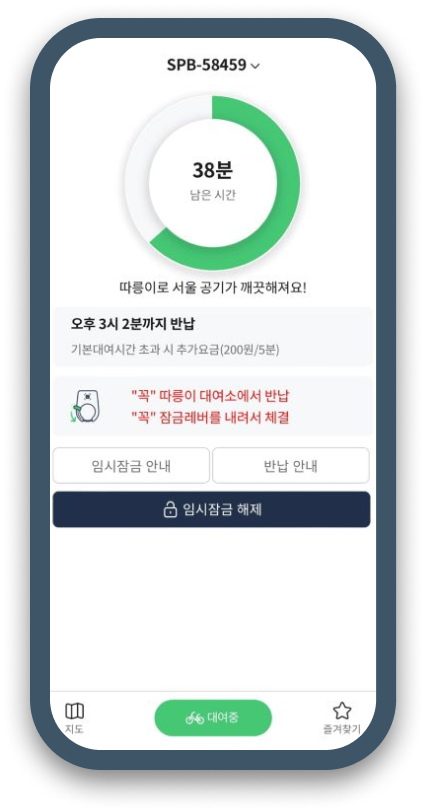 SPB-58459
38분
남은 시간
따릉이로 서울 공기가 깨끗해져요!
오후 3시 2분까지 반납
기본대여시간 초과 시 추가요금(200원/5분)
"꼭" 따릉이 대여소에서 반납
"꼭" 잠금레버를 내려서 체결
임시잠금 안내
반납 안내
임시잠금 해제
지도
대여중
즐겨찾기